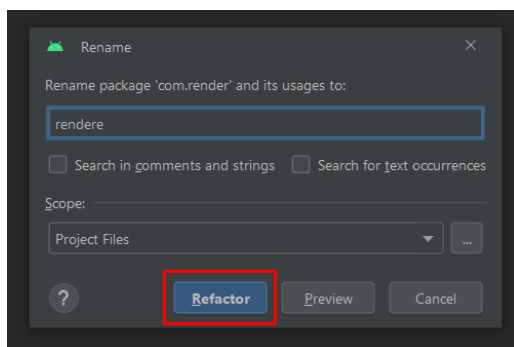 Rename
Rename package 'com.render' and its usages to:
rendere
Search in comments and strings Search for text occurrences
Scope:
Project Files ...
? Refactor Preview Cancel